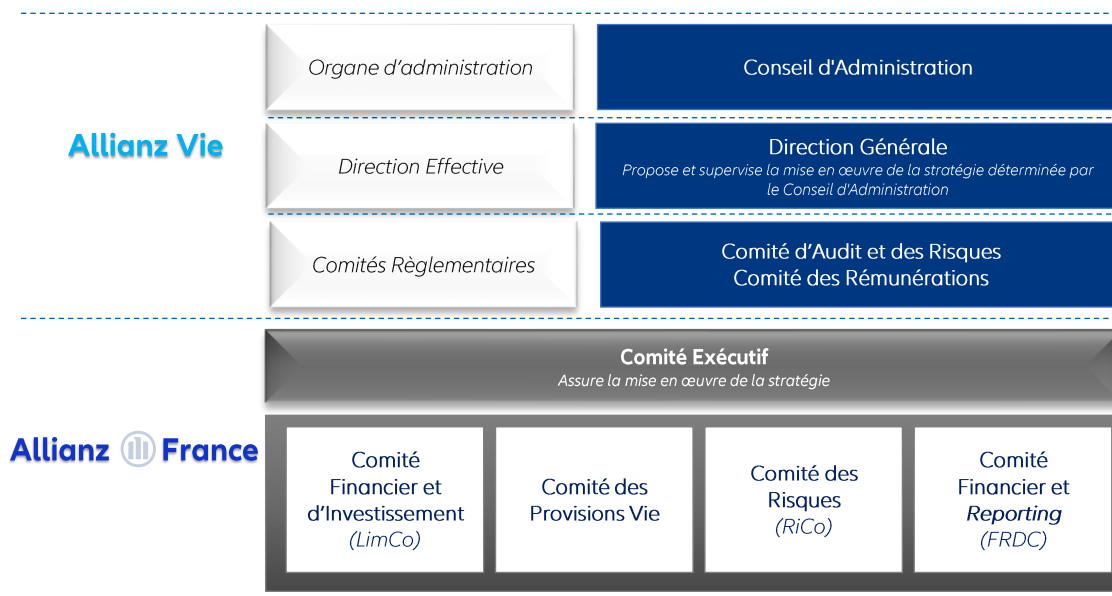 Allianz Vie
Organe d'administration
Conseil d'Administration
Direction Effective
Direction Générale
Propose et supervise la mise en œuvre de la stratégie déterminée par
le Conseil d'Administration
Comités Règlementaires
Comité d'Audit et des Risques
Comité des Rémunérations
Allianz France
Comité Exécutif
Assure la mise en œuvre de la stratégie
Comité
Financier et
d'Investissement
(LimCo)
Comité des
Provisions Vie
Comité des
Risques
(RiCo)
Comité
Financier et
Reporting
(FRDC)